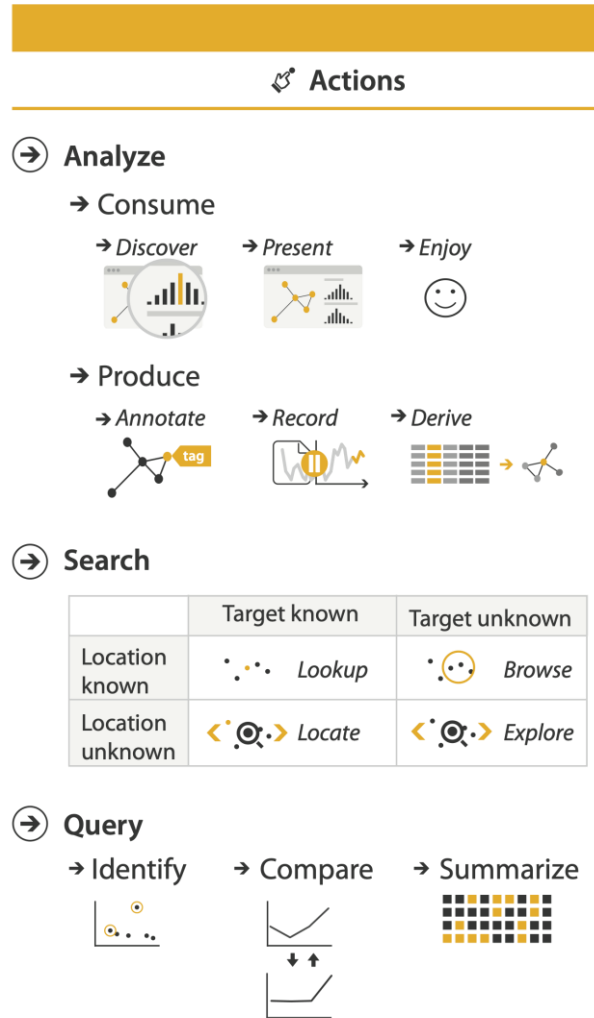 Actions
Analyze
Consume
Discover Present Enjoy
Produce
Annotate Record Derive
tag
Search
Target known Target unknown
Location
known
Lookup Browse
Location
unknown
Locate Explore
Query
Identify Compare Summarize